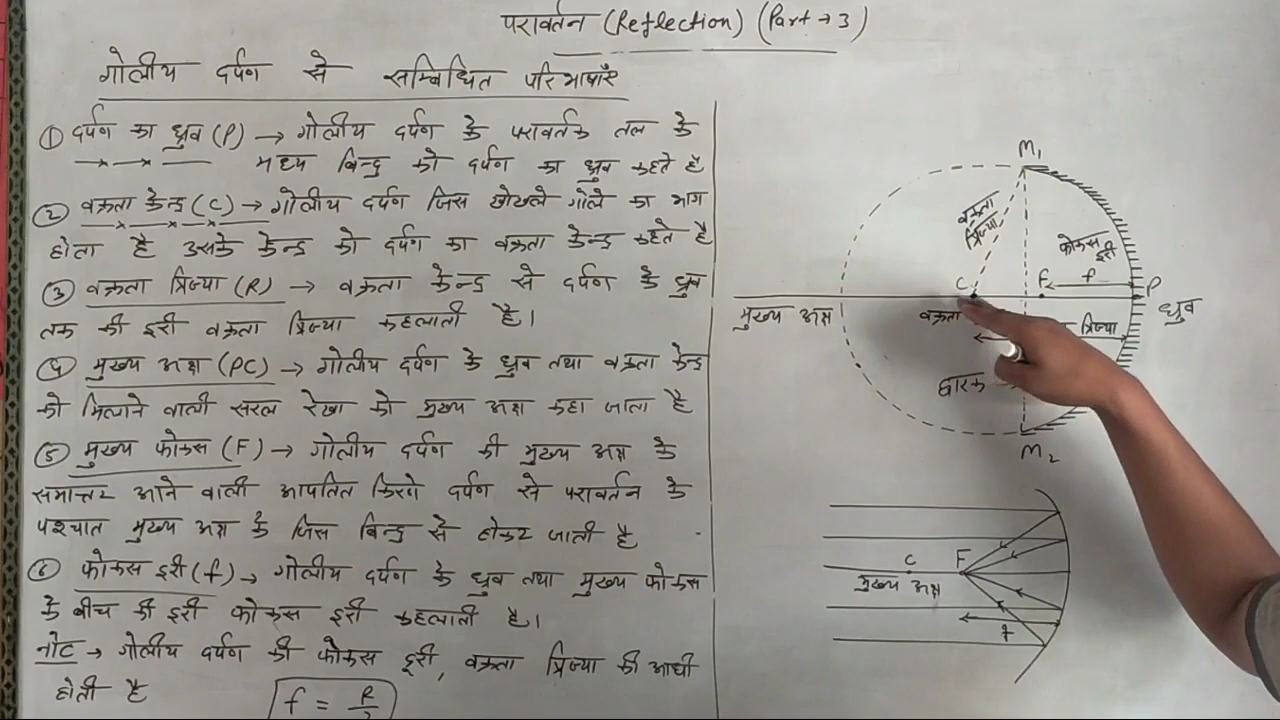 परावर्तन (Reflection) (Part → 3)
गोलीय दर्पण से सम्बिधित परिभाषाएँ
① दर्पण का ध्रुव (P) → गोलीय दर्पण के परावर्तक तल के
मध्य बिन्दु को दर्पण का ध्रुव कहते है
② वक्रता केन्द्र (C) → गोलीय दर्पण जिस खोखले गोले का भाग
होता है उसके केन्द्र को दर्पण का वक्रता केन्द्र कहते है
③ वक्रता त्रिज्या (R) → वक्रता केन्द्र से दर्पण के ध्रुव
तक की दूरी वक्रता त्रिज्या कहलाती है।
④ मुख्य अक्ष (PC) → गोलीय दर्पण के ध्रुव तथा वक्रता केन्द्र
को मिलाने वाली सरल रेखा को मुख्य अक्ष कहा जाता है
⑤ मुख्य फोकस (F) → गोलीय दर्पण की मुख्य अक्ष के
समान्तर आने वाली आपतित किरणे दर्पण से परावर्तन के
पश्चात मुख्य अक्ष के जिस बिन्दु से होकर जाती है
⑥ फोकस दूरी (f) → गोलीय दर्पण के ध्रुव तथा मुख्य फोकस
के बीच की दूरी फोकस दूरी कहलाती है।
नोट → गोलीय दर्पण की फोकस दूरी, वक्रता त्रिज्या की आधी
होती है
f = R/2
M₁
वक्रता
त्रिज्या
फोकस
दूरी
C
F
f
P
मुख्य अक्ष
वक्रता
ध्रुव
त्रिज्या
द्वारक
M₂
C
F
मुख्य अक्ष
f